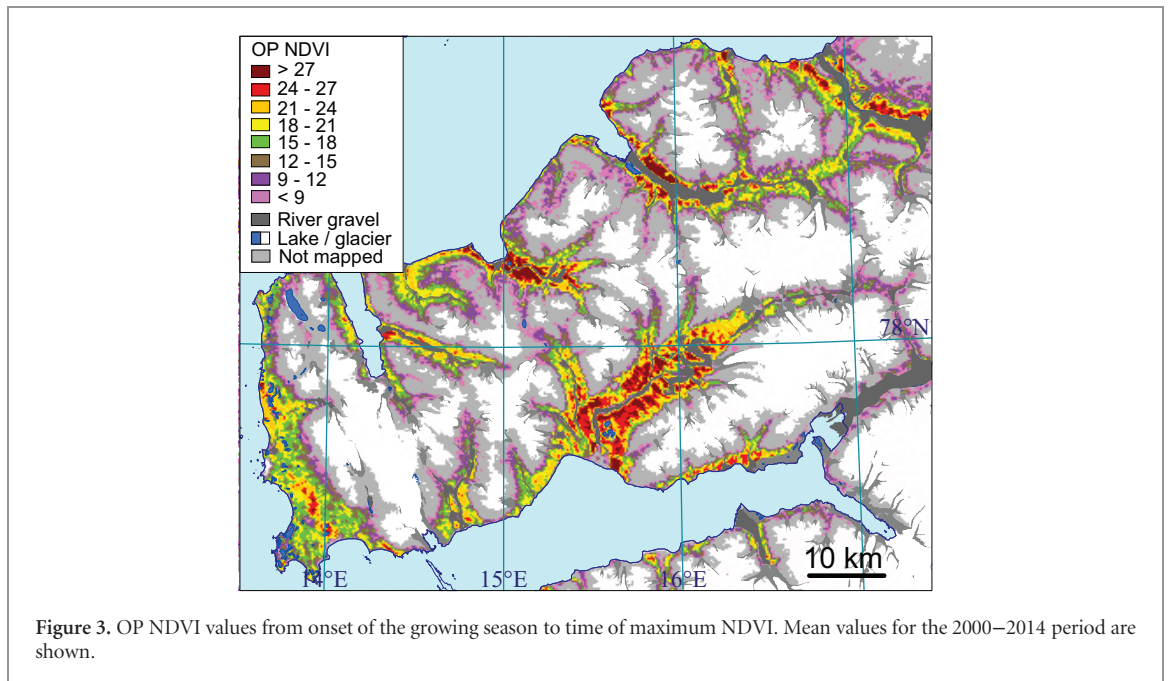 OP NDVI
> 27
24 - 27
21 - 24
18 - 21
15 - 18
12 - 15
9 - 12
< 9
River gravel
Lake / glacier
Not mapped
78°N
10 km
14°E
15°E
16°E
Figure 3. OP NDVI values from onset of the growing season to time of maximum NDVI. Mean values for the 2000–2014 period are
shown.